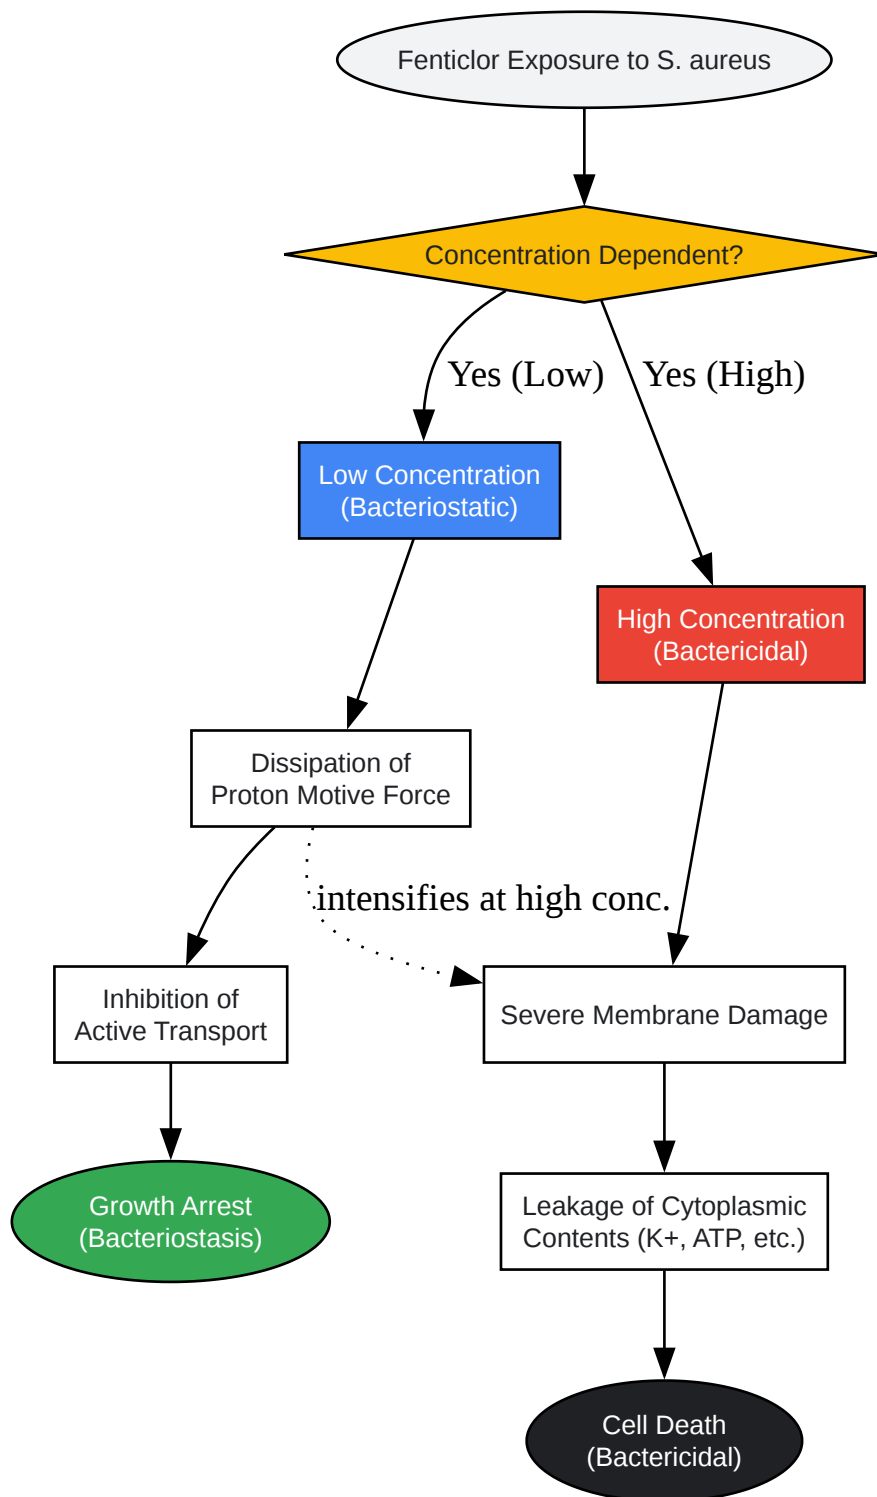 Fenticlor Exposure to S. aureus
Concentration Dependent?
Yes (Low)
Yes (High)
Low Concentration
(Bacteriostatic)
High Concentration
(Bactericidal)
Dissipation of
Proton Motive Force
intensifies at high conc.
Inhibition of
Active Transport
Severe Membrane Damage
Growth Arrest
(Bacteriostasis)
Leakage of Cytoplasmic
Contents (K+, ATP, etc.)
Cell Death
(Bactericidal)